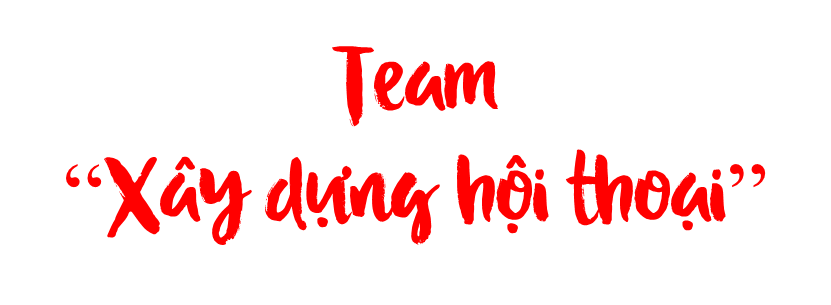 Team
“Xây dựng hội thoại”